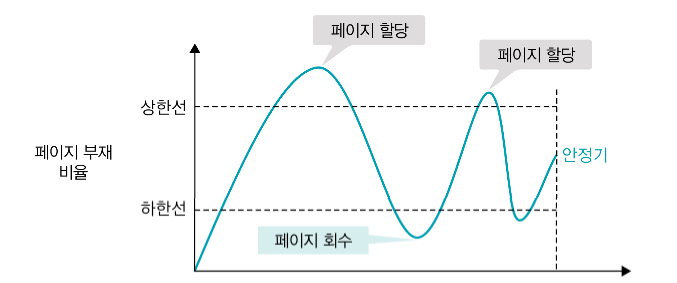 페이지 할당
페이지 할당
상한선
페이지 부재
비율
안정기
하한선
페이지 회수